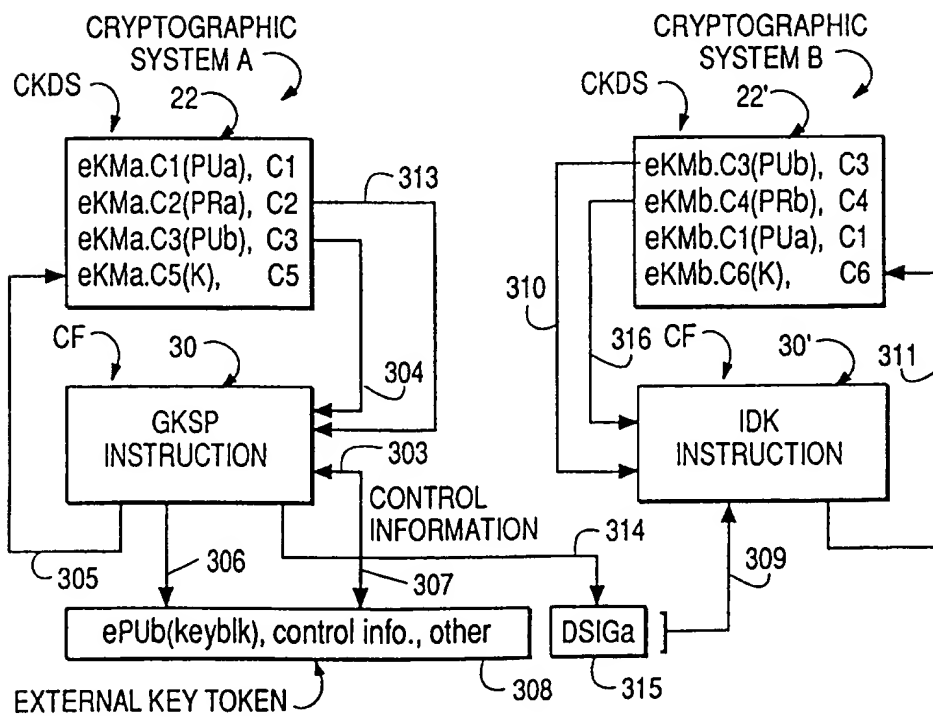 CRYPTOGRAPHIC
SYSTEM A
CKDS
22
eKMa.C1(PUa), C1
eKMa.C2(PRa), C2
eKMa.C3(PUb), C3
eKMa.C5(K), C5
313
CF
30
304
GKSP
INSTRUCTION
303
CONTROL
INFORMATION
305
306
307
314
ePUb(keyblk), control info., other
308
EXTERNAL KEY TOKEN
DSIGa
315
CRYPTOGRAPHIC
SYSTEM B
CKDS
22'
eKMb.C3(PUb), C3
eKMb.C4(PRb), C4
eKMb.C1(PUa), C1
eKMb.C6(K), C6
310
316
CF
30'
311
IDK
INSTRUCTION
309